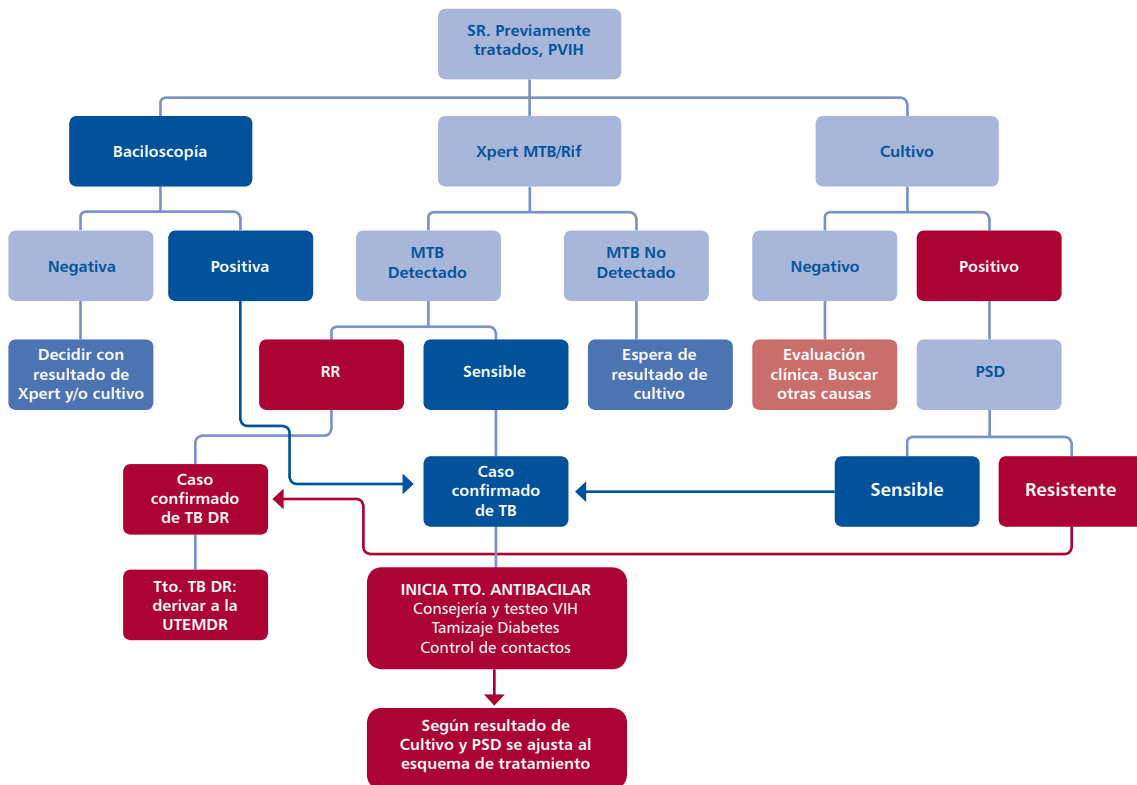 SR. Previamente
tratados, PVIH
Baciloscopía
Xpert MTB/Rif
Cultivo
Negativa
Positiva
MTB
Detectado
MTB No
Detectado
Negativo
Positivo
Decidir con
resultado de
Xpert y/o cultivo
RR
Sensible
Espera de
resultado de
cultivo
Evaluación
clínica. Buscar
otras causas
PSD
Caso
confirmado
de TB DR
Caso
confirmado
de TB
Sensible
Resistente
Tto. TB DR:
derivar a la
UTEMDR
INICIA TTO. ANTIBACILAR
Consejería y testeo VIH
Tamizaje Diabetes
Control de contactos
Según resultado de
Cultivo y PSD se ajusta al
esquema de tratamiento